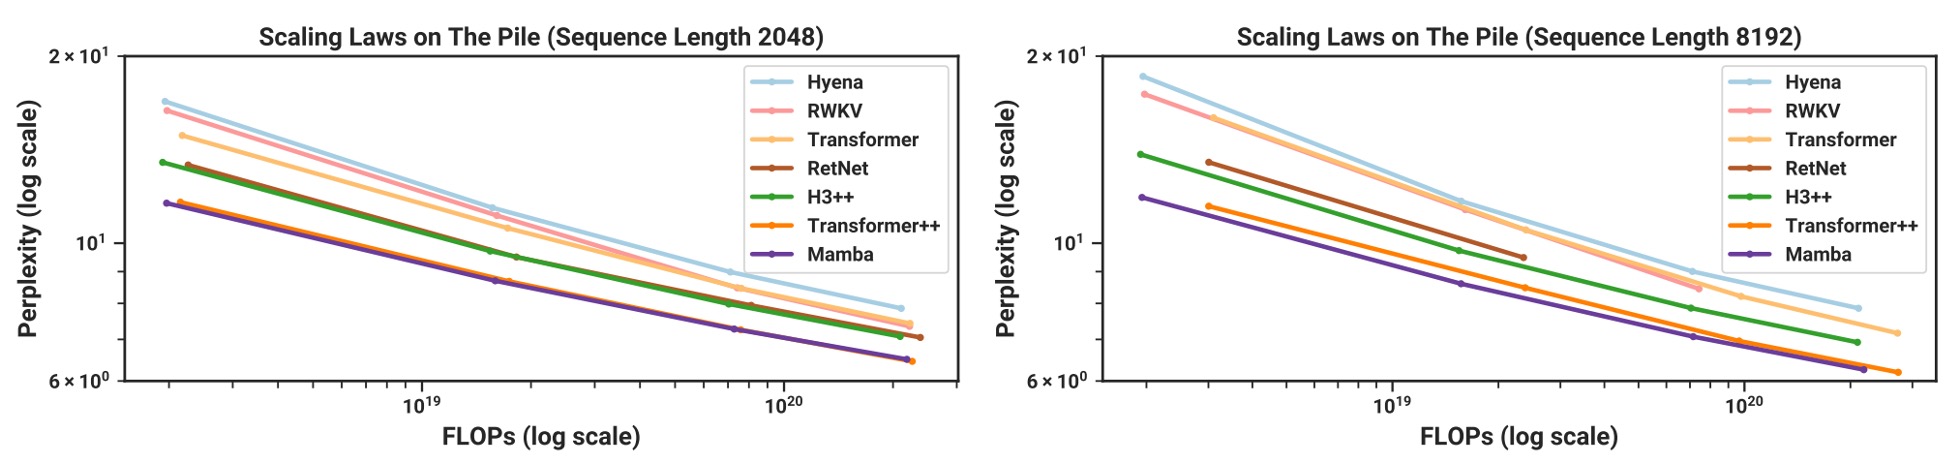 Scaling Laws on The Pile (Sequence Length 2048)
Perplexity (log scale)
2 × 10¹
10¹
6 × 10⁰
Hyena
RWKV
Transformer
RetNet
H3++
Transformer++
Mamba
10¹⁹
10²⁰
FLOPs (log scale)
Scaling Laws on The Pile (Sequence Length 8192)
Perplexity (log scale)
2 × 10¹
10¹
6 × 10⁰
Hyena
RWKV
Transformer
RetNet
H3++
Transformer++
Mamba
10¹⁹
10²⁰
FLOPs (log scale)